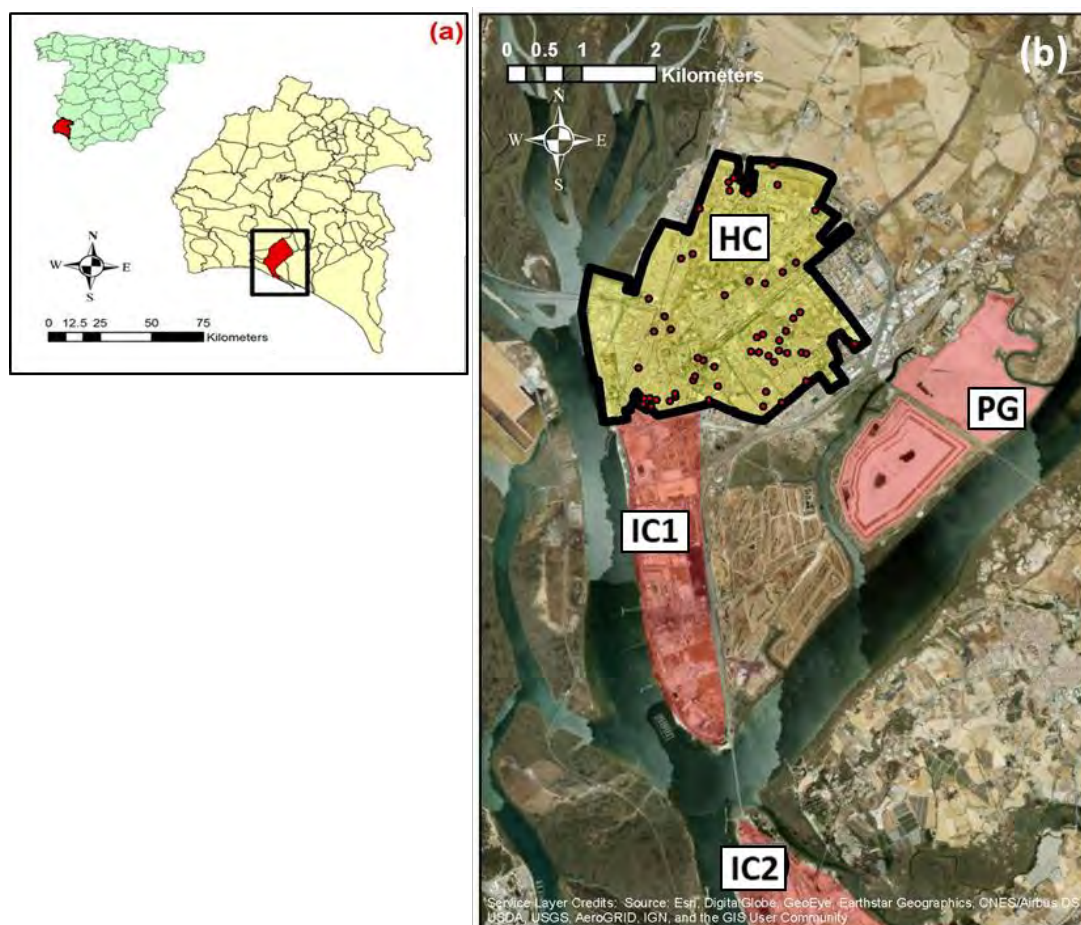 (a)
N
W E
S
0 12.5 25 50 75
Kilometers
0 0.5 1 2
Kilometers
(b)
N
W E
S
HC
PG
IC1
IC2
Service Layer Credits: Source: Esri, DigitalGlobe, GeoEye, Earthstar Geographics, CNES/Airbus DS,
USDA, USGS, AeroGRID, IGN, and the GIS User Community